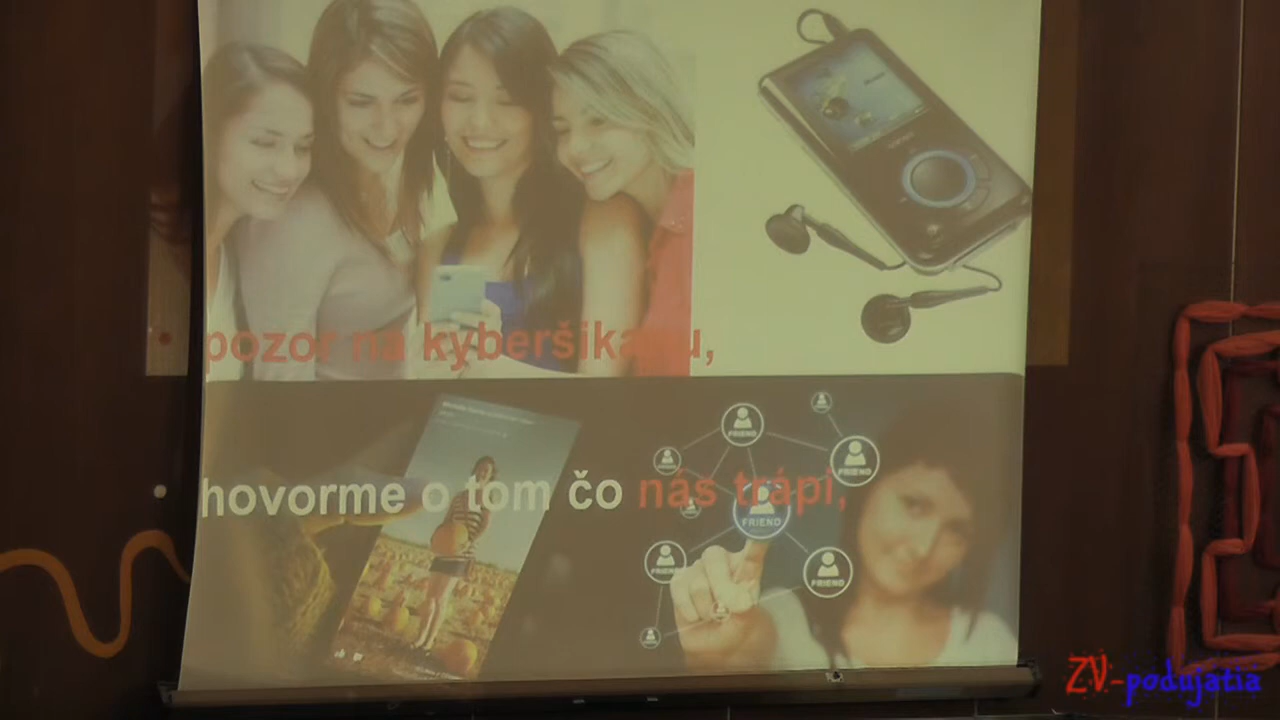 pozor na kyberšikanu,
hovorme o tom čo nás trápi,
FRIEND
FRIEND
FRIEND
FRIEND
FRIEND
ZV-podujatia